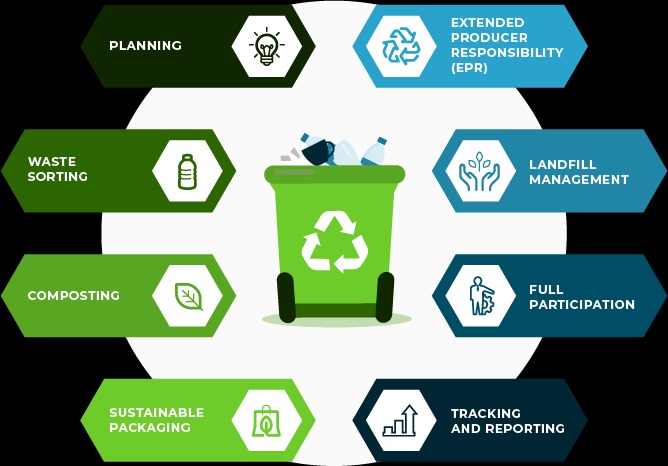 PLANNING
EXTENDED
PRODUCER
RESPONSIBILITY
(EPR)
WASTE
SORTING
LANDFILL
MANAGEMENT
COMPOSTING
FULL
PARTICIPATION
SUSTAINABLE
PACKAGING
TRACKING
AND REPORTING